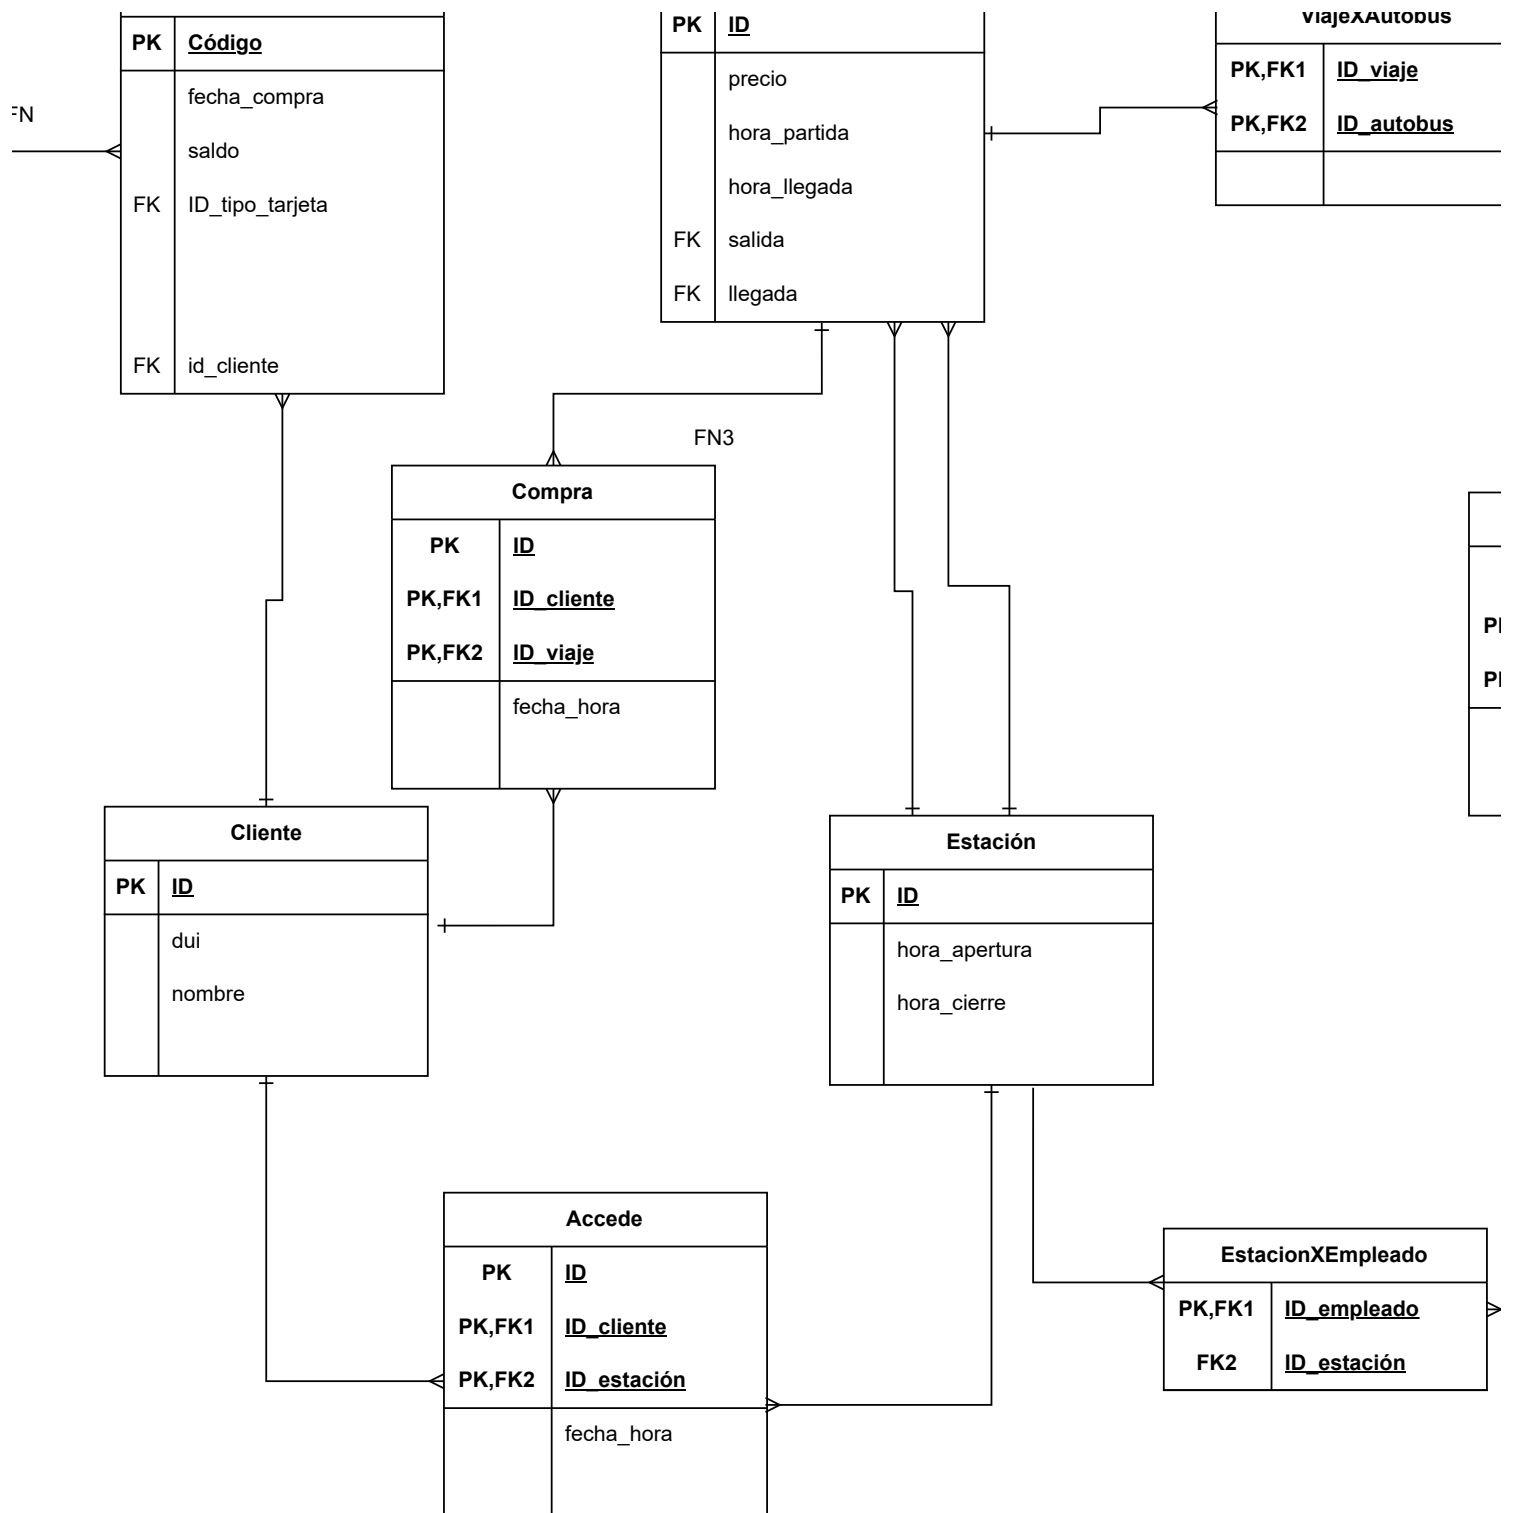 PK Código
fecha_compra
saldo
FK ID_tipo_tarjeta
FK id_cliente
FN
PK ID
precio
hora_partida
hora_llegada
FK salida
FK llegada
ViajeXAutobus
PK,FK1 ID_viaje
PK,FK2 ID_autobus
FN3
Compra
PK ID
PK,FK1 ID_cliente
PK,FK2 ID_viaje
fecha_hora
Cliente
PK ID
dui
nombre
Estación
PK ID
hora_apertura
hora_cierre
Accede
PK ID
PK,FK1 ID_cliente
PK,FK2 ID_estación
fecha_hora
EstacionXEmpleado
PK,FK1 ID_empleado
FK2 ID_estación